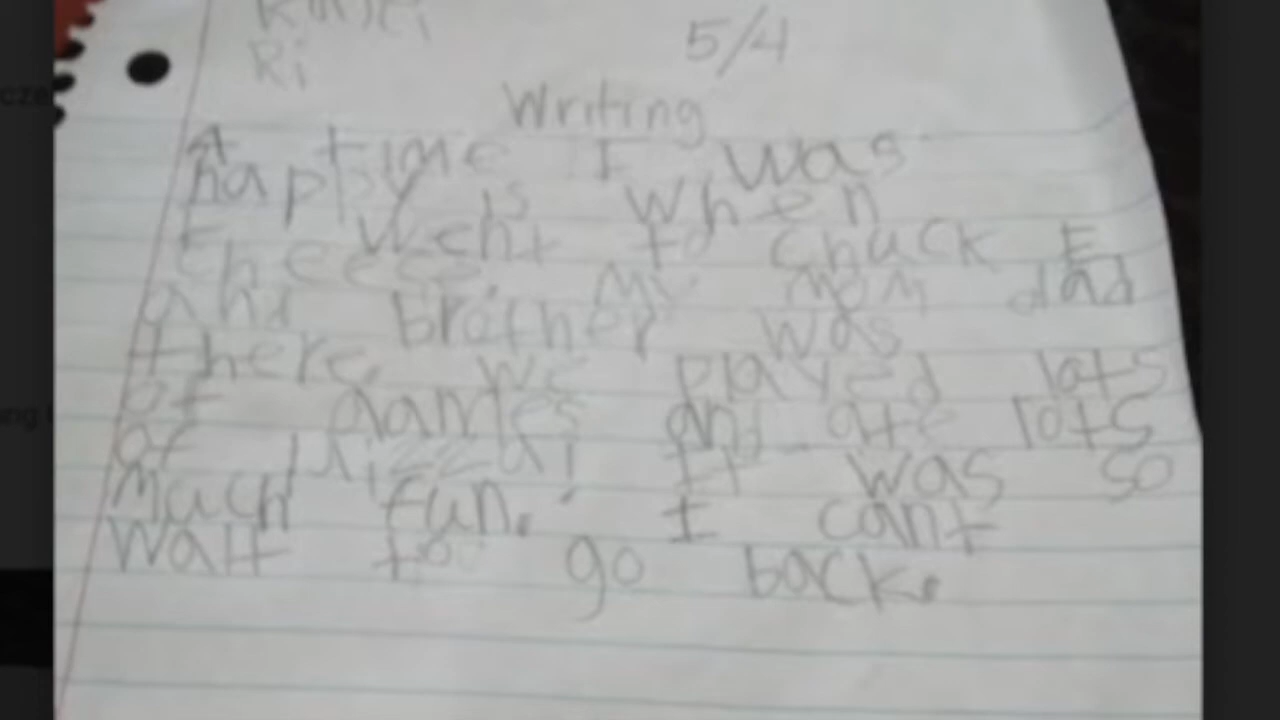 Ri
5/4
Writing
A time I was
happy is when
I went to chuck E
cheese. My mom dad
and brother was
there. We played lots
of games and ate lots
of pizza! It was so
much fun. I cant
wait to go back.